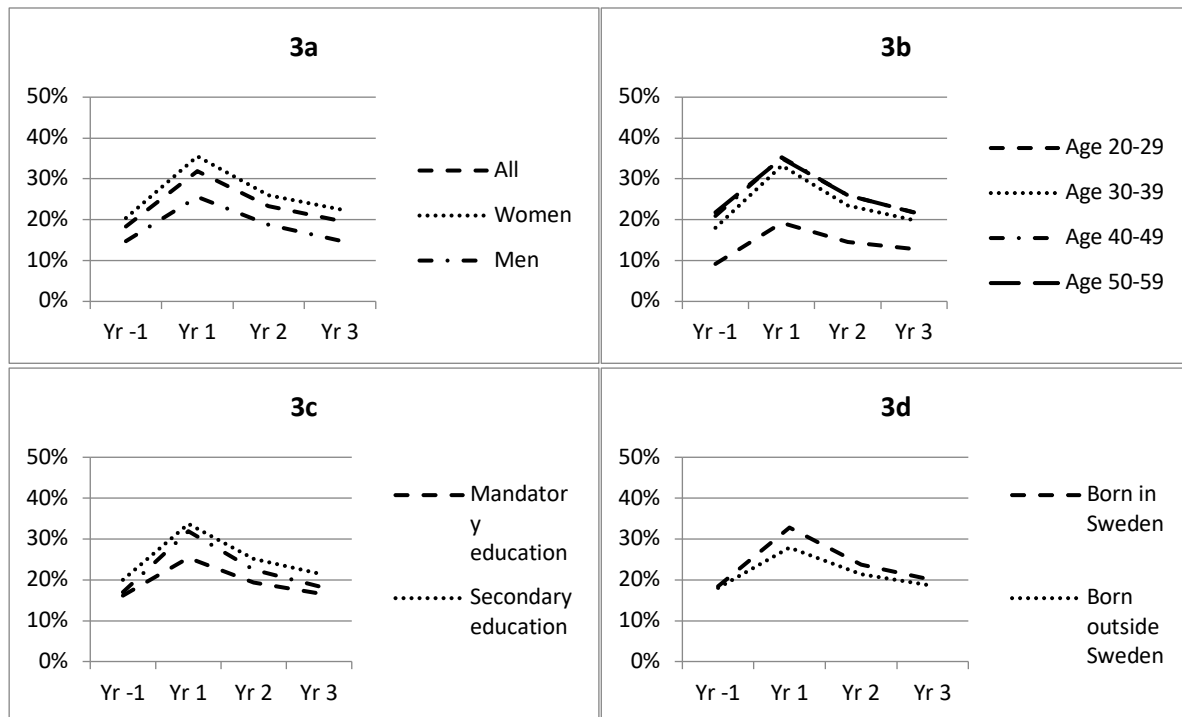 3a
50%
40%
30%
20%
10%
0%
Yr -1 Yr 1 Yr 2 Yr 3
All
Women
Men
3b
50%
40%
30%
20%
10%
0%
Yr -1 Yr 1 Yr 2 Yr 3
Age 20-29
Age 30-39
Age 40-49
Age 50-59
3c
50%
40%
30%
20%
10%
0%
Yr -1 Yr 1 Yr 2 Yr 3
Mandator
y
education
Secondary
education
3d
50%
40%
30%
20%
10%
0%
Yr -1 Yr 1 Yr 2 Yr 3
Born in
Sweden
Born
outside
Sweden